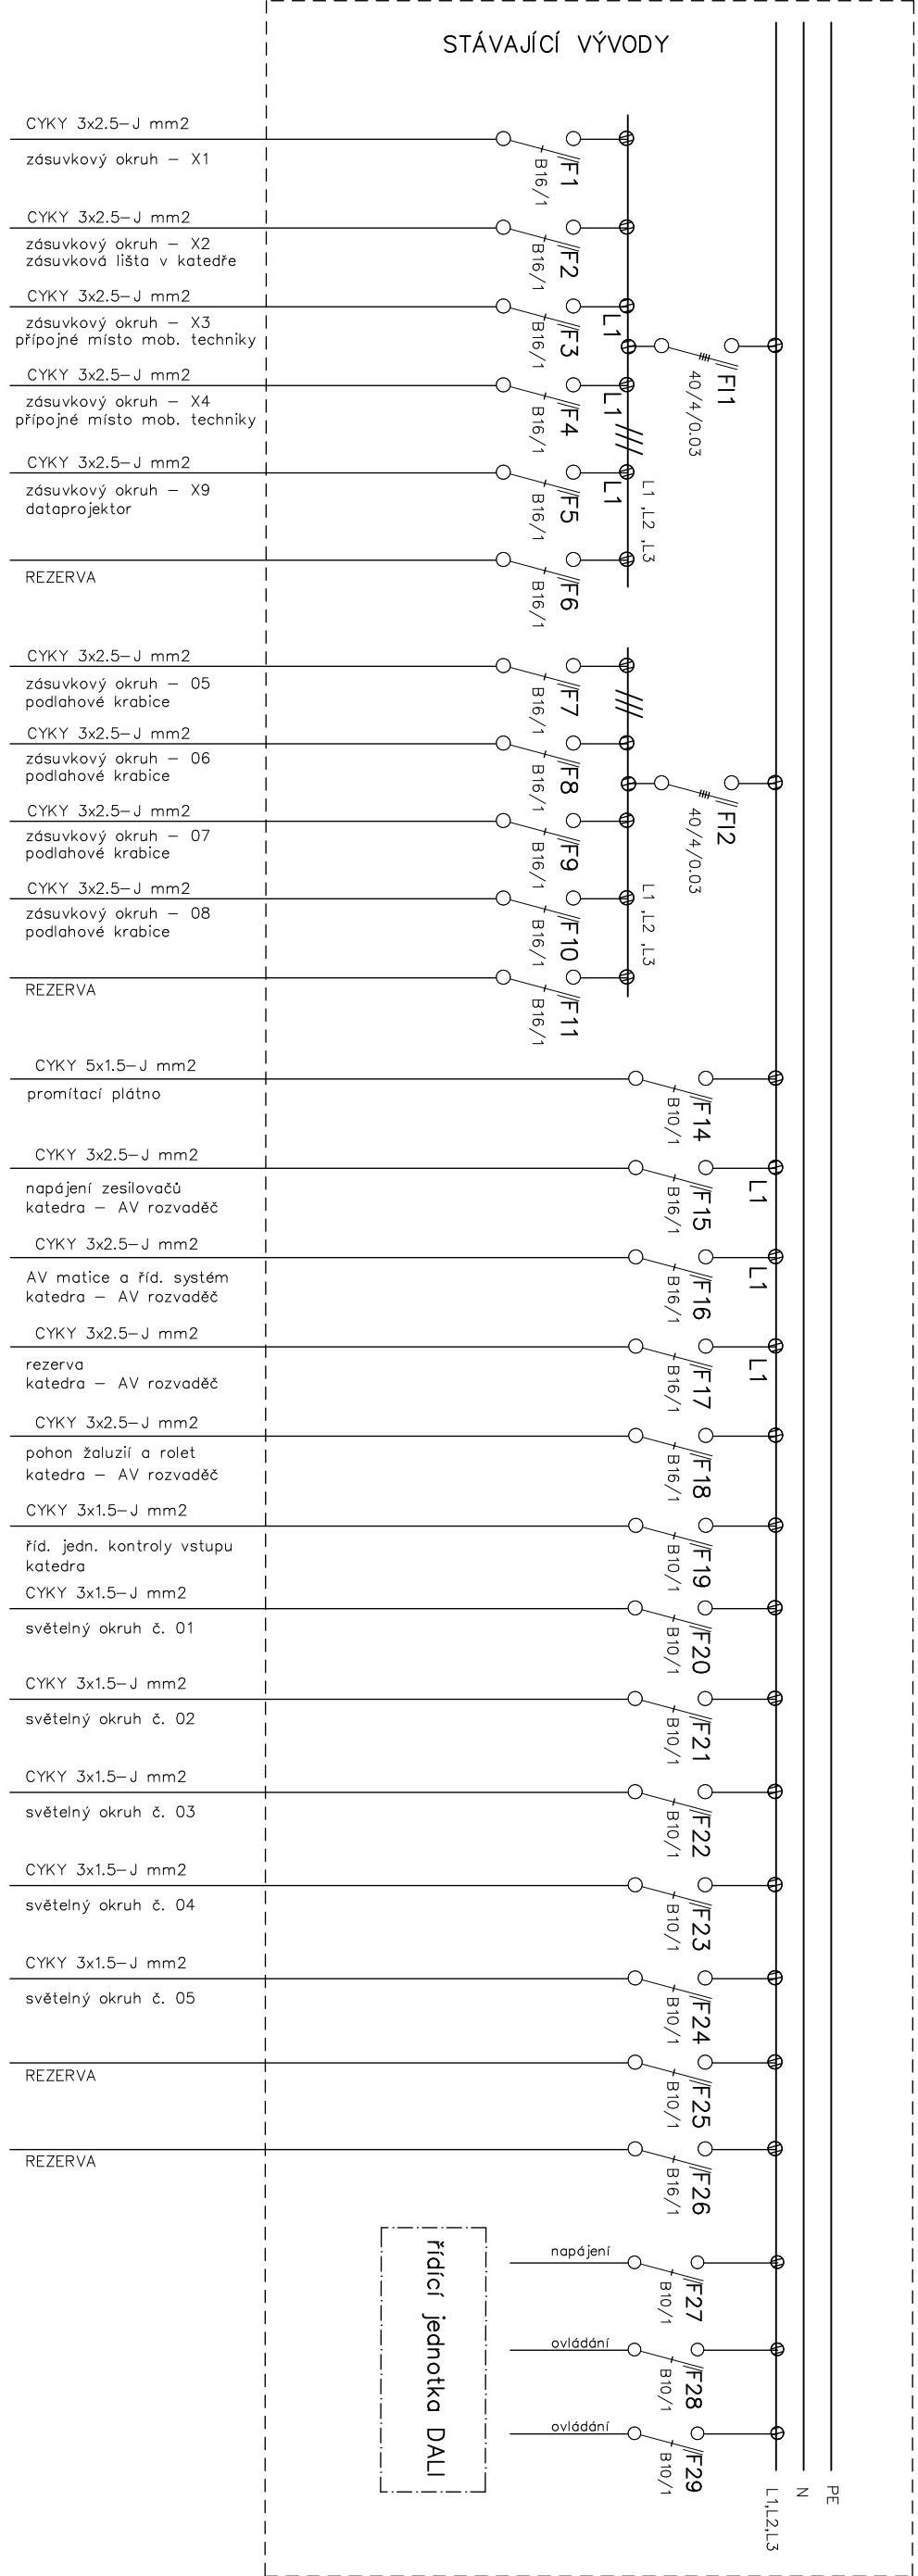 STÁVAJÍCÍ VÝVODY
CYKY 3x2.5-J mm2
zásuvkový okruh - X1
F1
B16/1
CYKY 3x2.5-J mm2
zásuvkový okruh - X2
zásuvková lišta v katedře
F2
B16/1
CYKY 3x2.5-J mm2
zásuvkový okruh - X3
přípojné místo mob. techniky
F3
B16/1
L1
FI1
40/4/0.03
CYKY 3x2.5-J mm2
zásuvkový okruh - X4
přípojné místo mob. techniky
F4
B16/1
L1
CYKY 3x2.5-J mm2
zásuvkový okruh - X9
dataprojektor
F5
B16/1
L1
L1 ,L2 ,L3
REZERVA
F6
B16/1
CYKY 3x2.5-J mm2
zásuvkový okruh - 05
podlahové krabice
F7
B16/1
CYKY 3x2.5-J mm2
zásuvkový okruh - 06
podlahové krabice
F8
B16/1
FI2
40/4/0.03
CYKY 3x2.5-J mm2
zásuvkový okruh - 07
podlahové krabice
F9
B16/1
CYKY 3x2.5-J mm2
zásuvkový okruh - 08
podlahové krabice
F10
B16/1
L1 ,L2 ,L3
REZERVA
F11
B16/1
CYKY 5x1.5-J mm2
promítací plátno
F14
B10/1
CYKY 3x2.5-J mm2
napájení zesilovačů
katedra - AV rozvaděč
F15
B16/1
L1
CYKY 3x2.5-J mm2
AV matice a říd. systém
katedra - AV rozvaděč
F16
B16/1
L1
CYKY 3x2.5-J mm2
rezerva
katedra - AV rozvaděč
F17
B16/1
L1
CYKY 3x2.5-J mm2
pohon žaluzií a rolet
katedra - AV rozvaděč
F18
B16/1
CYKY 3x1.5-J mm2
říd. jedn. kontroly vstupu
katedra
F19
B10/1
CYKY 3x1.5-J mm2
světelný okruh č. 01
F20
B10/1
CYKY 3x1.5-J mm2
světelný okruh č. 02
F21
B10/1
CYKY 3x1.5-J mm2
světelný okruh č. 03
F22
B10/1
CYKY 3x1.5-J mm2
světelný okruh č. 04
F23
B10/1
CYKY 3x1.5-J mm2
světelný okruh č. 05
F24
B10/1
REZERVA
F25
B10/1
REZERVA
F26
B16/1
řídící jednotka DALI
napájení
F27
B10/1
ovládání
F28
B10/1
ovládání
F29
B10/1
L1,L2,L3
N
PE